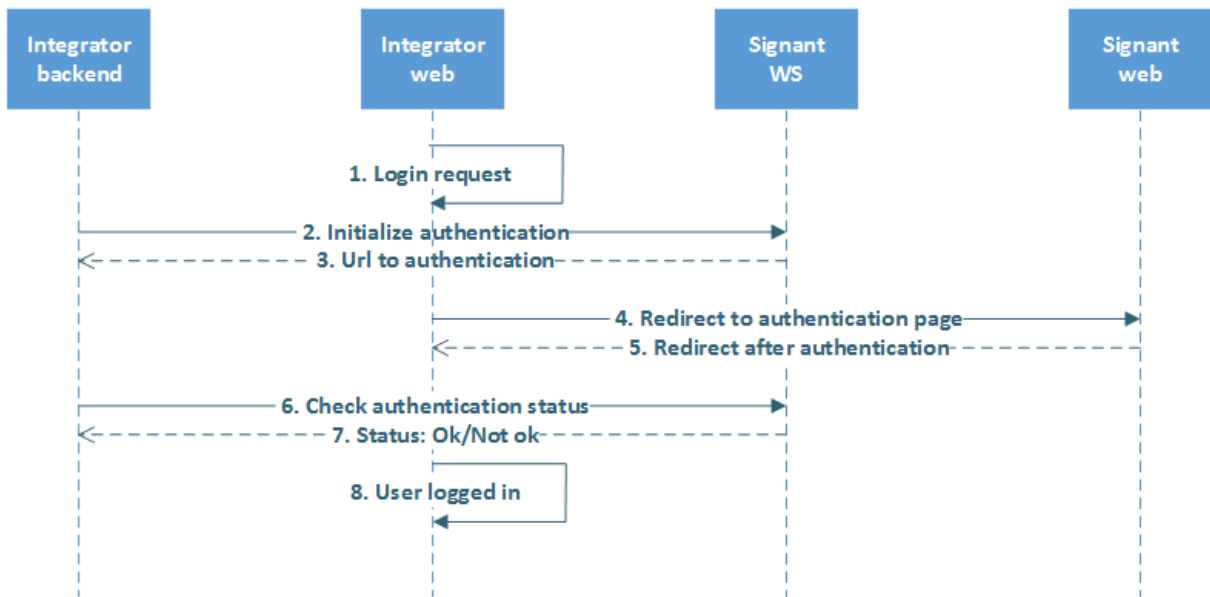 Integrator
backend
Integrator
web
Signant
WS
Signant
web
1. Login request
2. Initialize authentication
3. Url to authentication
4. Redirect to authentication page
5. Redirect after authentication
6. Check authentication status
7. Status: Ok/Not ok
8. User logged in